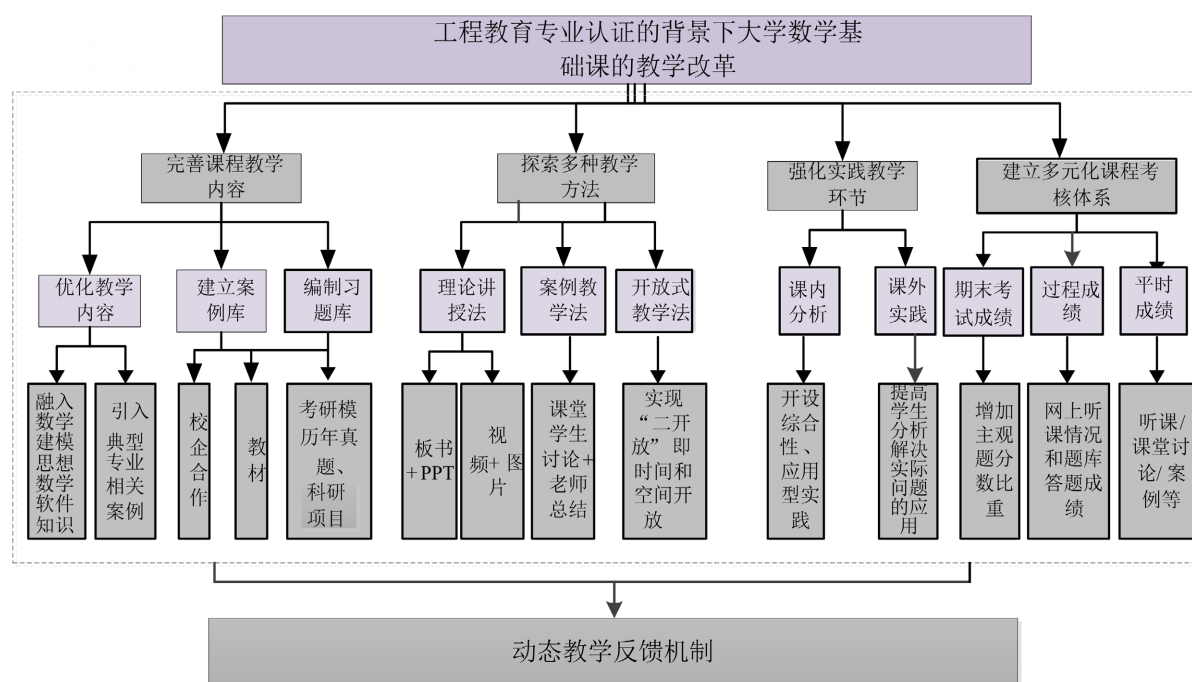 工程教育专业认证的背景下大学数学基
础课的教学改革
完善课程教学
内容
探索多种教学
方法
强化实践教学
环节
建立多元化课程考
核体系
优化教学
内容
建立案
例库
编制习
题库
理论讲
授法
案例教
学法
开放式
教学法
课内
分析
课外
实践
期末考
试成绩
过程成
绩
平时
成绩
融入
数学
建模
思想
数学
软件
知识
引入
典型
专业
相关
案例
校
企
合
作
教
材
考研模
历年真
题、
科研
项目
板书
+PPT
视
频+ 图
片
课堂
学生
讨论+
老师
总结
实现
“二开
放” 即
时间和
空间开
放
开设
综合
性、
应用
型实
践
提高
学生
分析
解决
实际
问题
的应
用
增加
主观
题分
数比
重
网上听
课情况
和题库
答题成
绩
听课/
课堂讨
论/ 案
例等
动态教学反馈机制